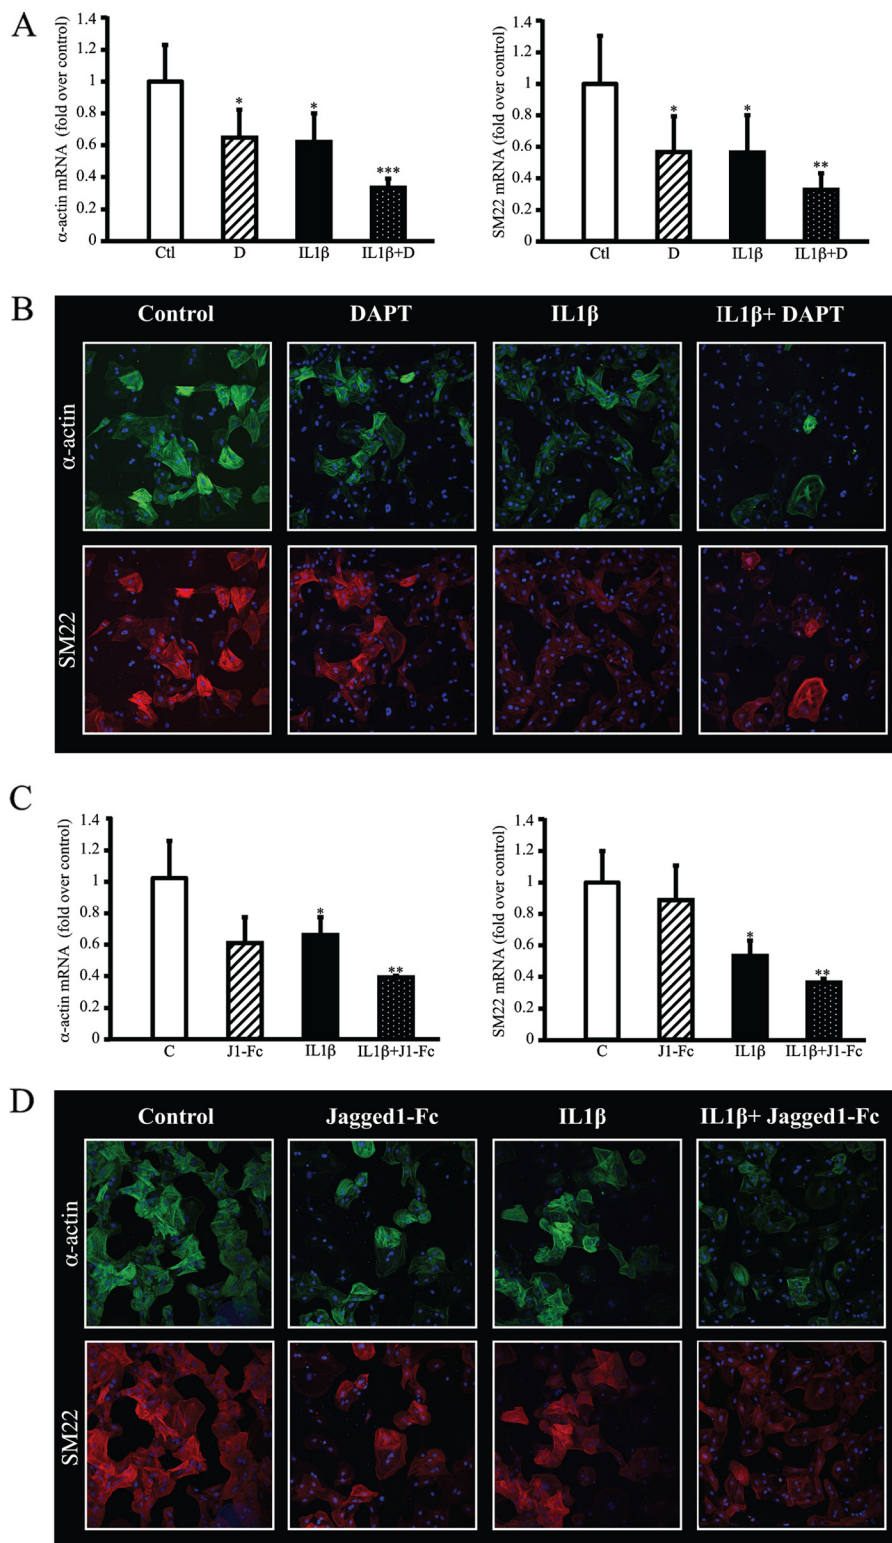 A
α-actin mRNA (fold over control)
1.4
1.2
1
0.8
0.6
0.4
0.2
0
*
*
***
Ctl D IL1β IL1β+D
SM22 mRNA (fold over control)
1.4
1.2
1
0.8
0.6
0.4
0.2
0
*
*
**
Ctl D IL1β IL1β+D
B
Control DAPT IL1β IL1β+ DAPT
α-actin
SM22
C
α-actin mRNA (fold over control)
1.4
1.2
1
0.8
0.6
0.4
0.2
0
*
**
C J1-Fc IL1β IL1β+J1-Fc
SM22 mRNA (fold over control)
1.4
1.2
1
0.8
0.6
0.4
0.2
0
*
**
C J1-Fc IL1β IL1β+J1-Fc
D
Control Jagged1-Fc IL1β IL1β+ Jagged1-Fc
α-actin
SM22